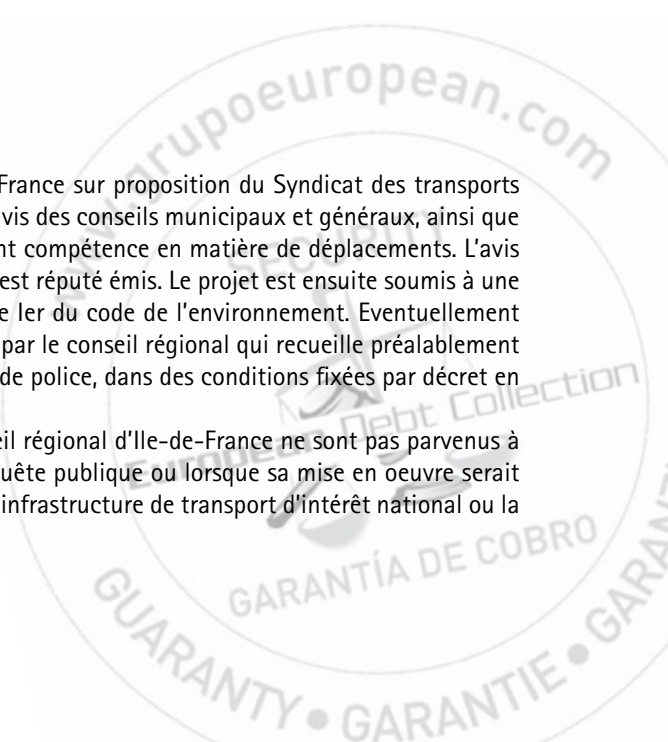 www.grupoeuropean.com
France sur proposition du Syndicat des transports
vis des conseils municipaux et généraux, ainsi que
nt compétence en matière de déplacements. L'avis
est réputé émis. Le projet est ensuite soumis à une
e Ier du code de l'environnement. Eventuellement
par le conseil régional qui recueille préalablement
de police, dans des conditions fixées par décret en
eil régional d'Ile-de-France ne sont pas parvenus à
uête publique ou lorsque sa mise en oeuvre serait
infrastructure de transport d'intérêt national ou la
SECURITY
European Debt Collection
GARANTÍA DE COBRO
GUARANTY • GARANTIE • GAR